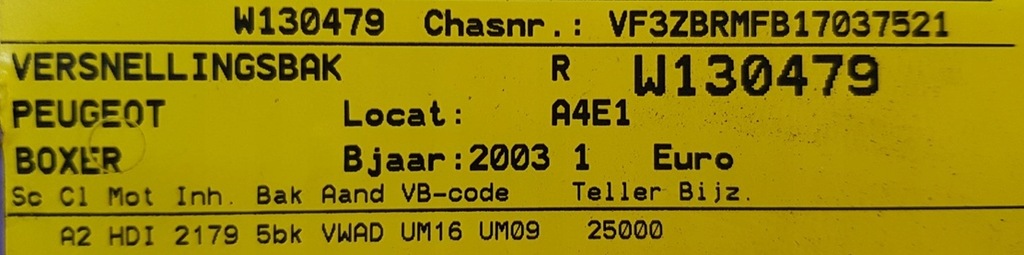 W130479 Chasnr.: VF3ZBRMFB17037521
VERSNELLINGSBAK R W130479
PEUGEOT Locat: A4E1
BOXER Bjaar:2003 1 Euro
Sc Cl Mot Inh. Bak Aand VB-code Teller Bijz.
A2 HDI 2179 5bk VWAD UM16 UM09 25000